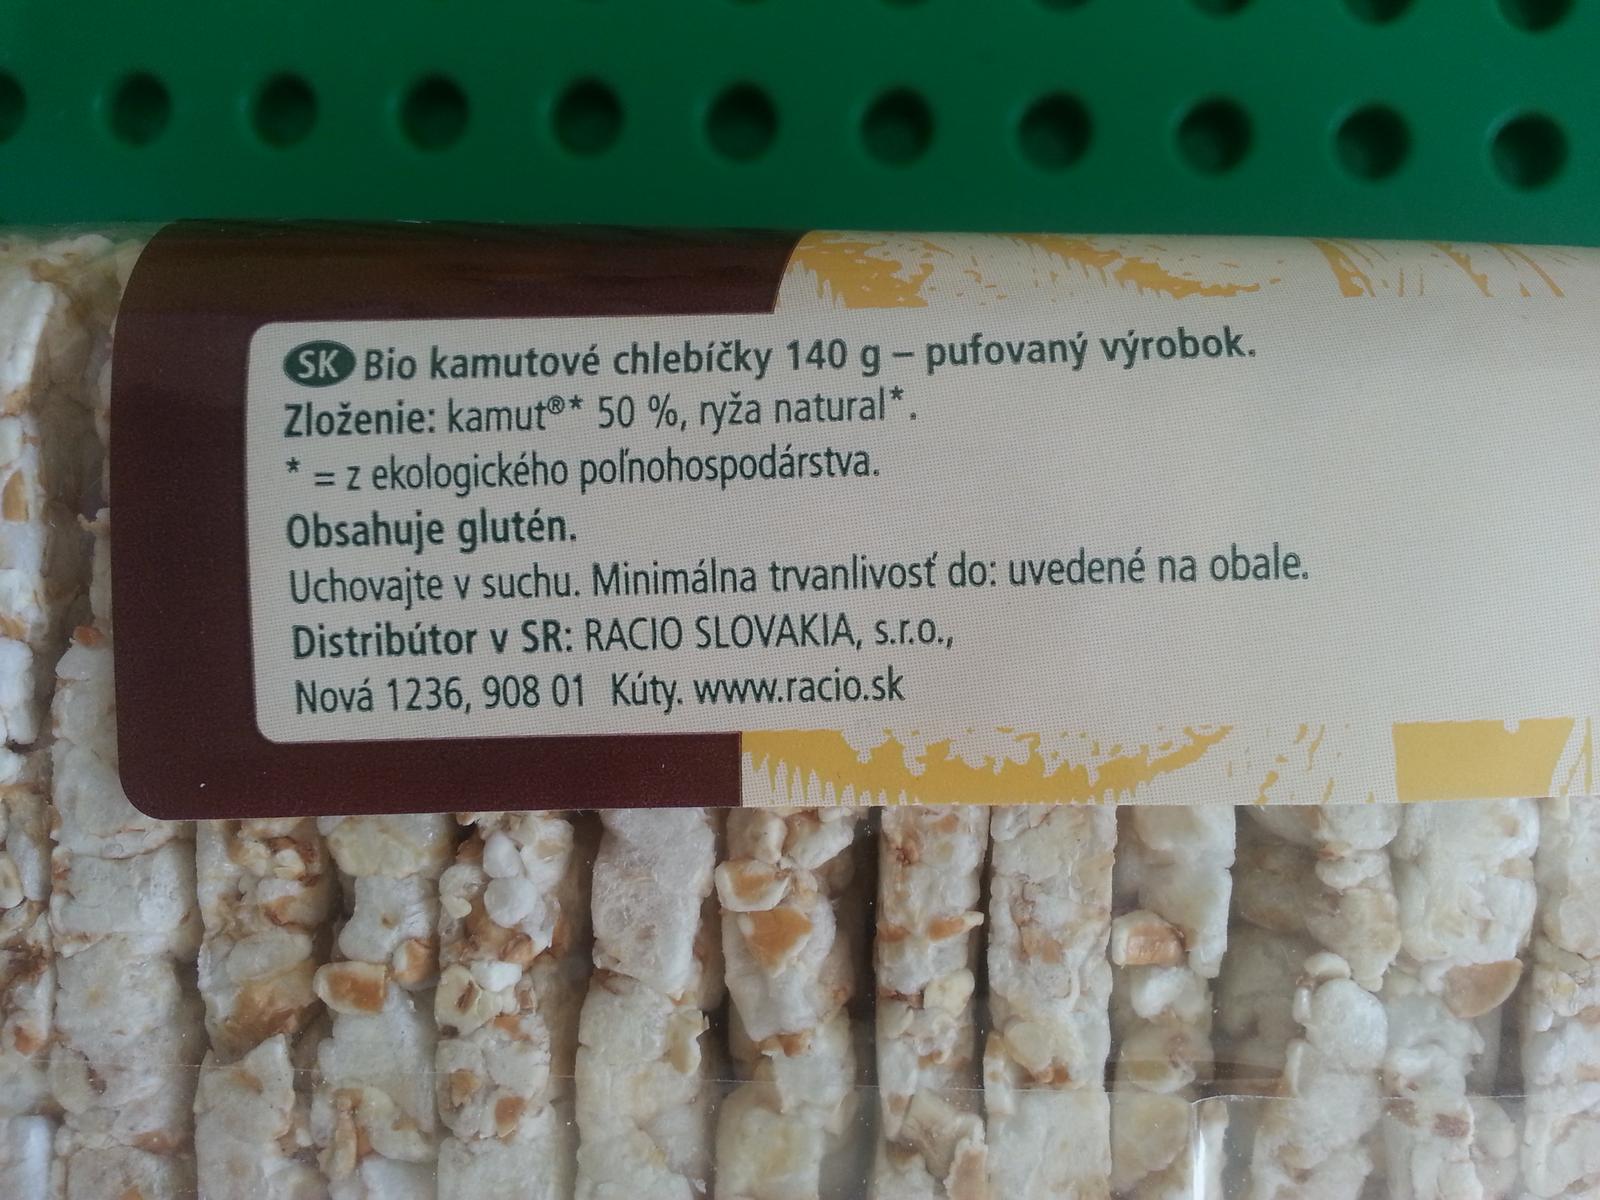 SK Bio kamutové chlebíčky 140 g – pufovaný výrobok.
Zloženie: kamut®* 50 %, ryža natural*.
* = z ekologického poľnohospodárstva.
Obsahuje glutén.
Uchovajte v suchu. Minimálna trvanlivosť do: uvedené na obale.
Distribútor v SR: RACIO SLOVAKIA, s.r.o.,
Nová 1236, 908 01 Kúty. www.racio.sk